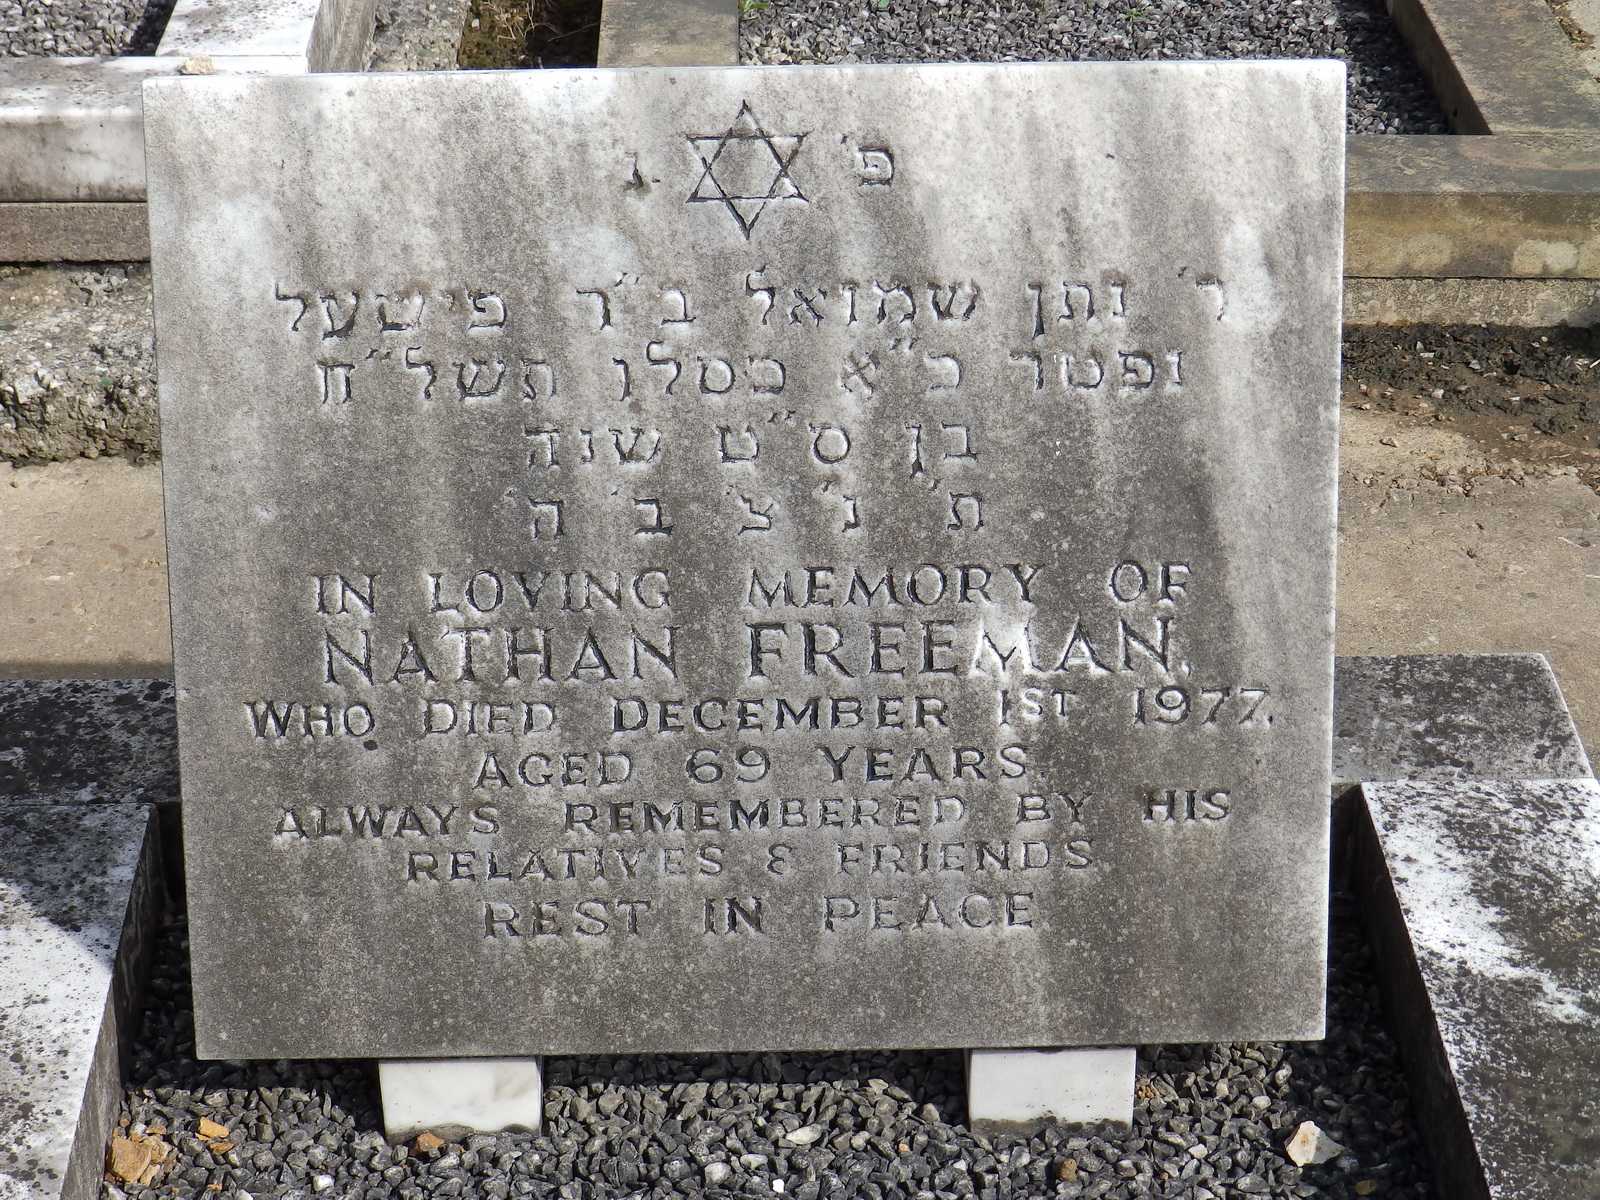 פ' נ'
ר' נתן שמואל ב"ר פישעל
נפטר כ"א כסלו תשל"ח
בן ס"ט שנה
ת' נ' צ' ב' ה'
IN LOVING MEMORY OF
NATHAN FREEMAN,
WHO DIED DECEMBER 1ST 1977,
AGED 69 YEARS.
ALWAYS REMEMBERED BY HIS
RELATIVES & FRIENDS
REST IN PEACE